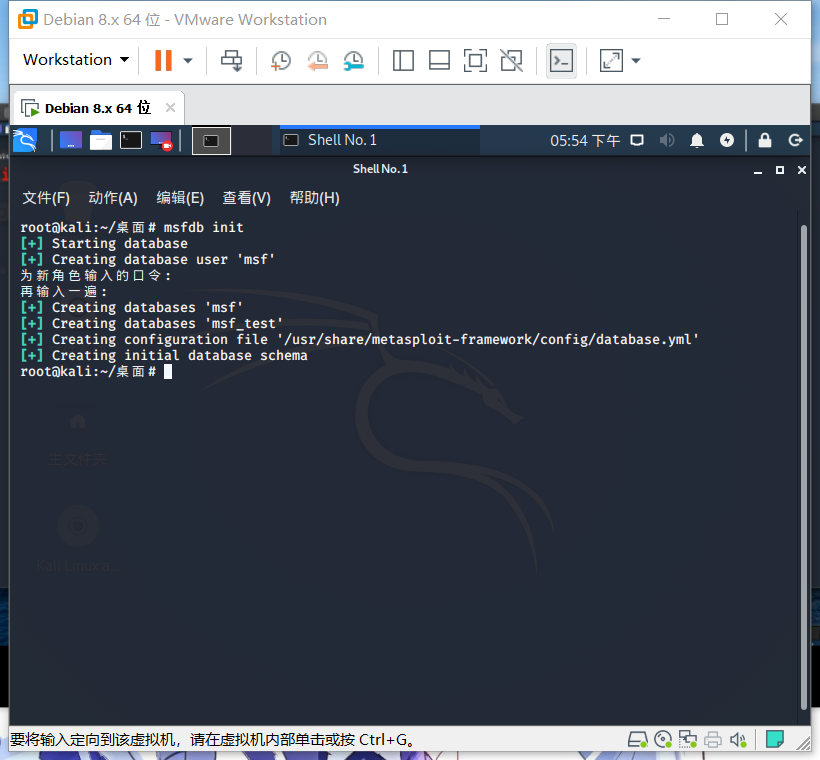 Debian 8.x 64 位 - VMware Workstation
Workstation
Debian 8.x 64 位
Shell No. 1
05:54 下午
Shell No. 1
文件(F) 动作(A) 编辑(E) 查看(V) 帮助(H)
root@kali:~/桌面# msfdb init
[+] Starting database
[+] Creating database user 'msf'
为新角色输入的口令:
再输入一遍:
[+] Creating databases 'msf'
[+] Creating databases 'msf_test'
[+] Creating configuration file '/usr/share/metasploit-framework/config/database.yml'
[+] Creating initial database schema
root@kali:~/桌面#
主文件夹
要将输入定向到该虚拟机，请在虚拟机内部单击或按 Ctrl+G。